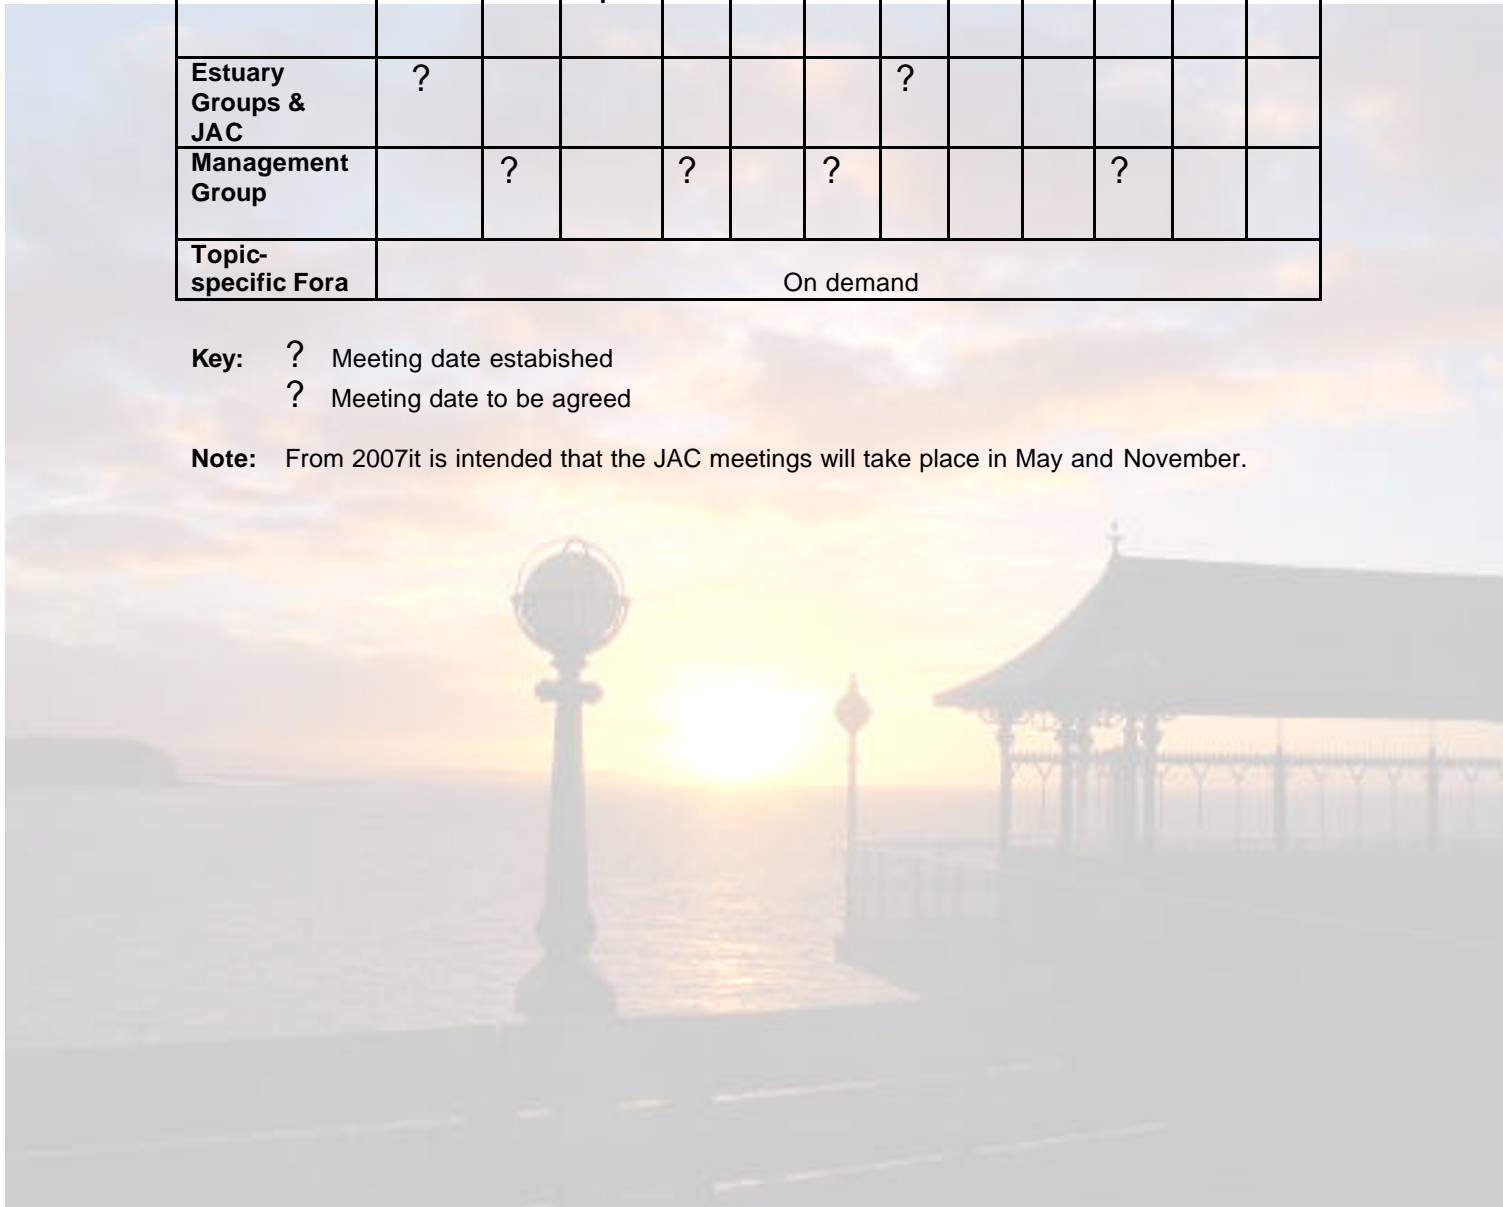 Estuary ? ?
Groups &
JAC
Management ? ? ? ?
Group
Topic-
specific Fora On demand
Key: ? Meeting date estabished
? Meeting date to be agreed
Note: From 2007it is intended that the JAC meetings will take place in May and November.